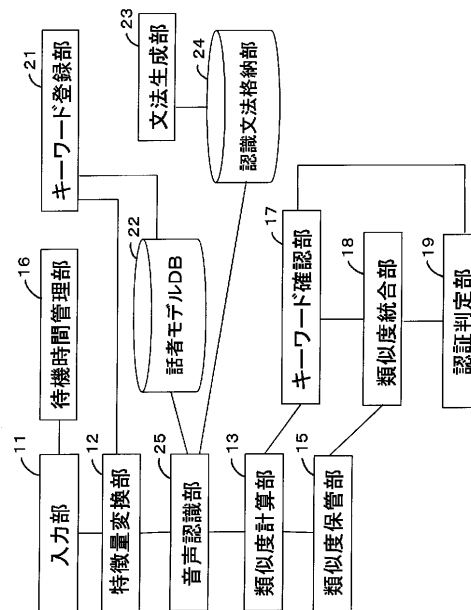 11
入力部
16
待機時間管理部
21
キーワード登録部
12
特徴量変換部
22
話者モデルDB
23
文法生成部
25
音声認識部
24
認識文法格納部
13
類似度計算部
17
キーワード確認部
15
類似度保管部
18
類似度統合部
19
認証判定部